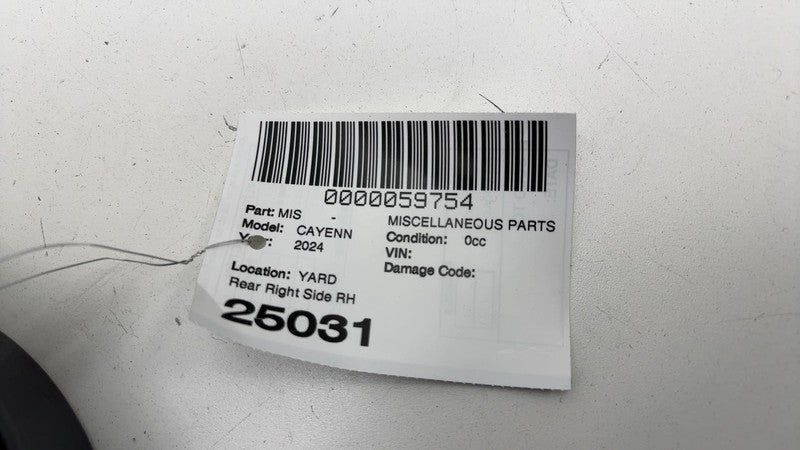 0000059754
Part: MIS - MISCELLANEOUS PARTS
Model: CAYENN Condition: 0cc
2024 VIN:
Location: YARD Damage Code:
Rear Right Side RH
25031